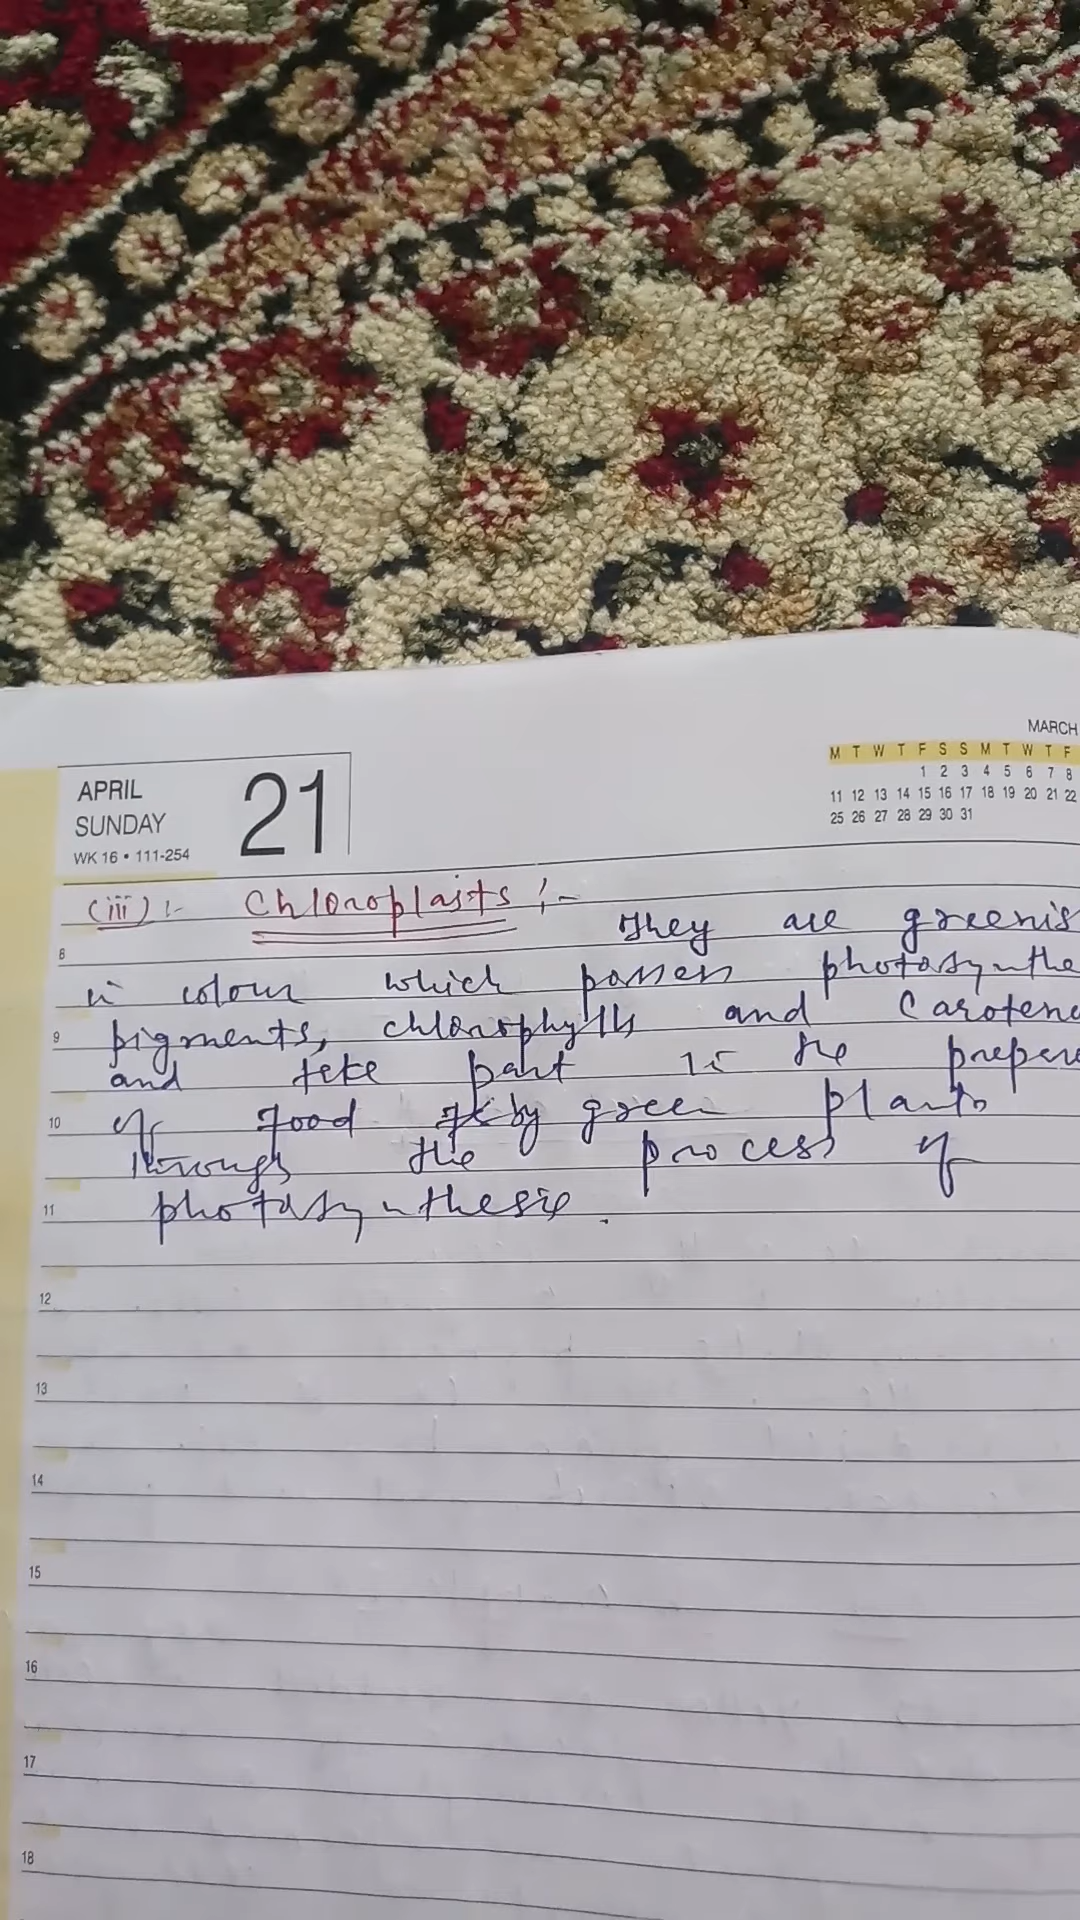 MARCH
M T W T F S S M T W T F
1 2 3 4 5 6 7 8
11 12 13 14 15 16 17 18 19 20 21 22
25 26 27 28 29 30 31
APRIL
SUNDAY
WK 16 • 111-254
21
(iii) :- Chloroplasts :-
They are greenis
8
in colour which possess photosynthe
9
pigments, chlorophylls and Caroteno
and take part in the prepera
10
of food by green plants
through the process of
11
photosynthesis.
12
13
14
15
16
17
18